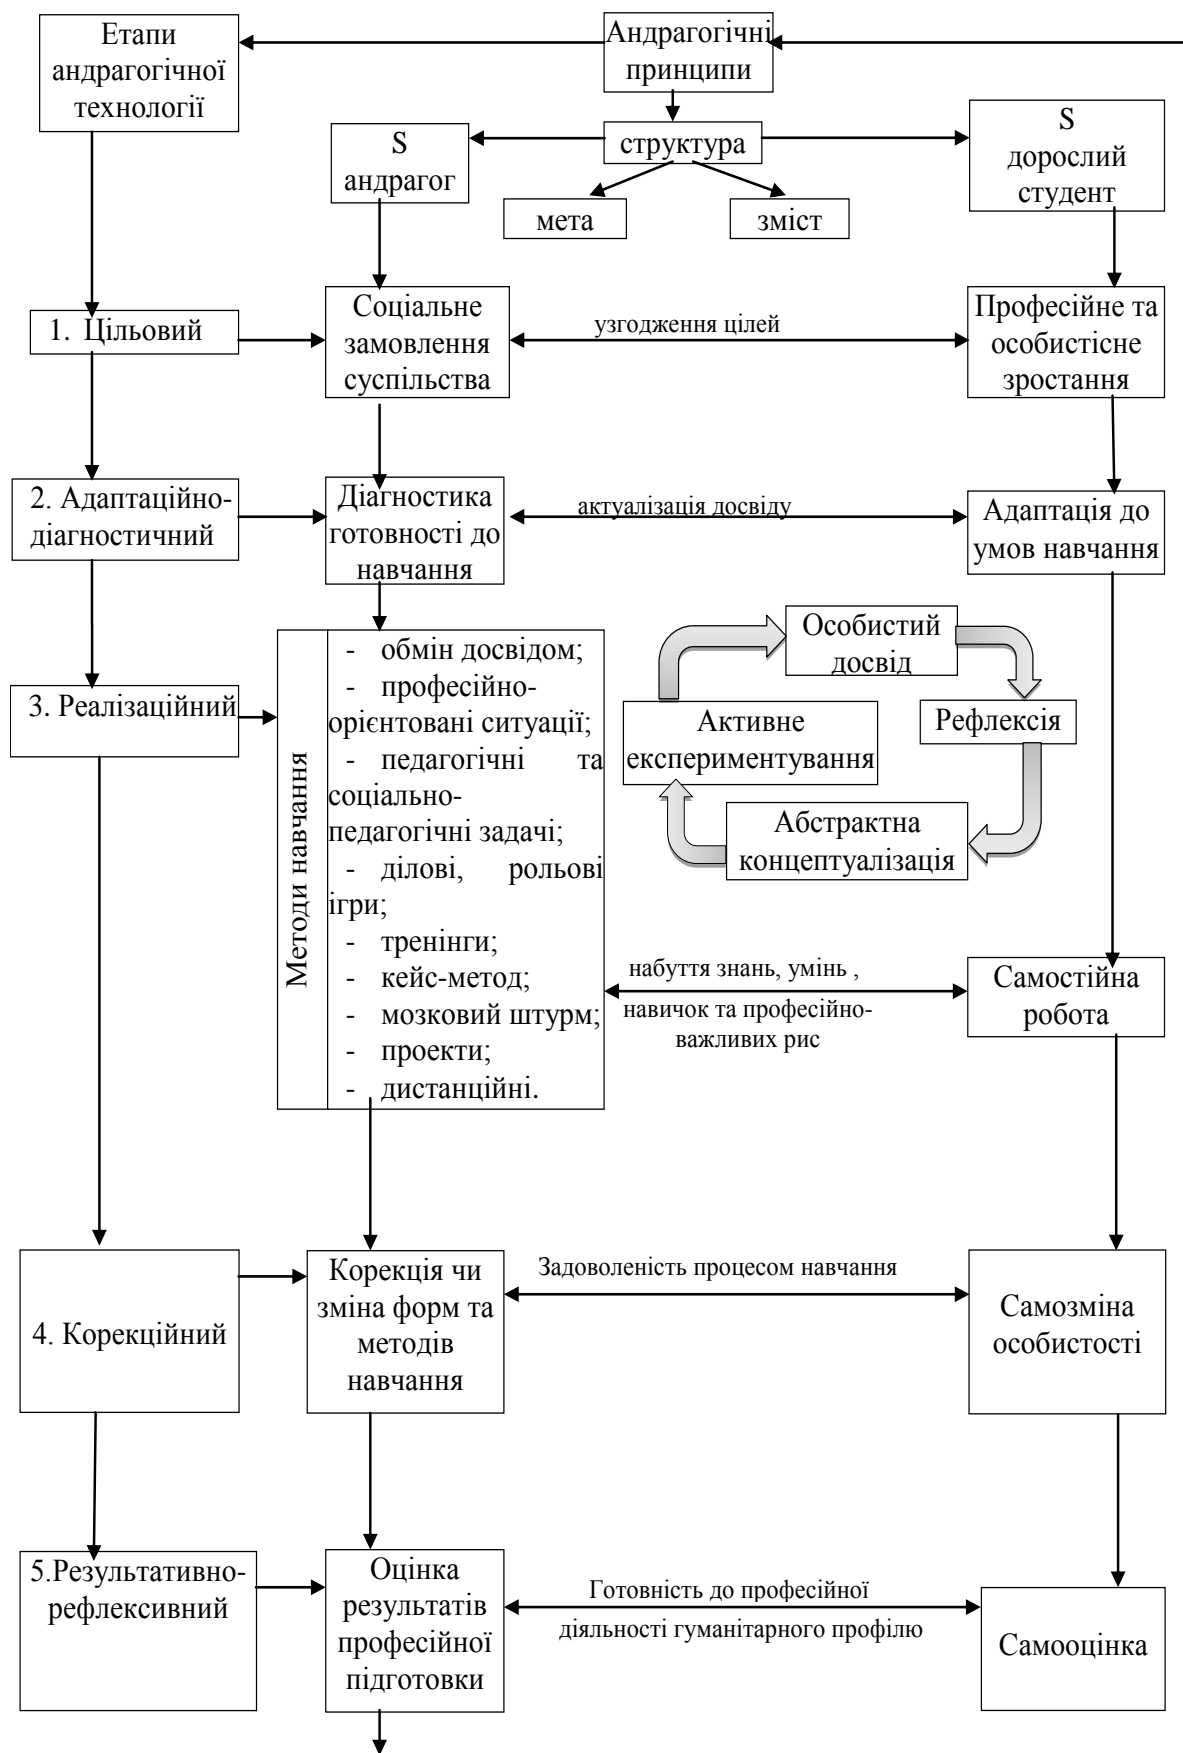 Етапи
андрагогічної
технології
Андрагогічні
принципи
S
андрагог
структура
S
дорослий
студент
мета
зміст
1. Цільовий
Соціальне
замовлення
суспільства
узгодження цілей
Професійне та
особистісне
зростання
2. Адаптаційно-
діагностичний
Діагностика
готовності до
навчання
актуалізація досвіду
Адаптація до
умов навчання
3. Реалізаційний
Методи навчання
- обмін досвідом;
- професійно-
орієнтовані ситуації;
- педагогічні та
соціально-
педагогічні задачі;
- ділові, рольові
ігри;
- тренінги;
- кейс-метод;
- мозковий штурм;
- проекти;
- дистанційні.
Особистий
досвід
Рефлексія
Активне
експериментування
Абстрактна
концептуалізація
набуття знань, умінь ,
навичок та професійно-
важливих рис
Самостійна
робота
4. Корекційний
Корекція чи
зміна форм та
методів
навчання
Задоволеність процесом навчання
Самозміна
особистості
5.Результативно-
рефлексивний
Оцінка
результатів
професійної
підготовки
Готовність до професійної
діяльності гуманітарного профілю
Самооцінка